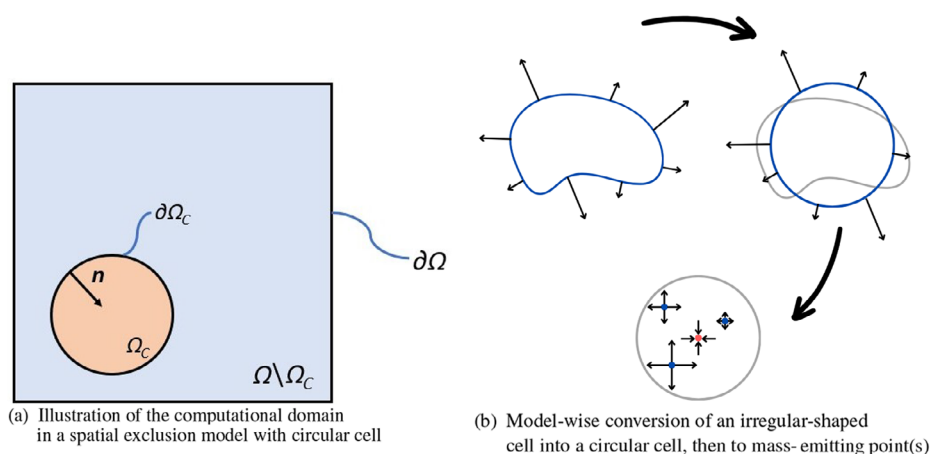 ∂Ω_C
n
∂Ω
Ω_C
Ω\Ω_C
(a) Illustration of the computational domain
in a spatial exclusion model with circular cell
(b) Model-wise conversion of an irregular-shaped
cell into a circular cell, then to mass-emitting point(s)